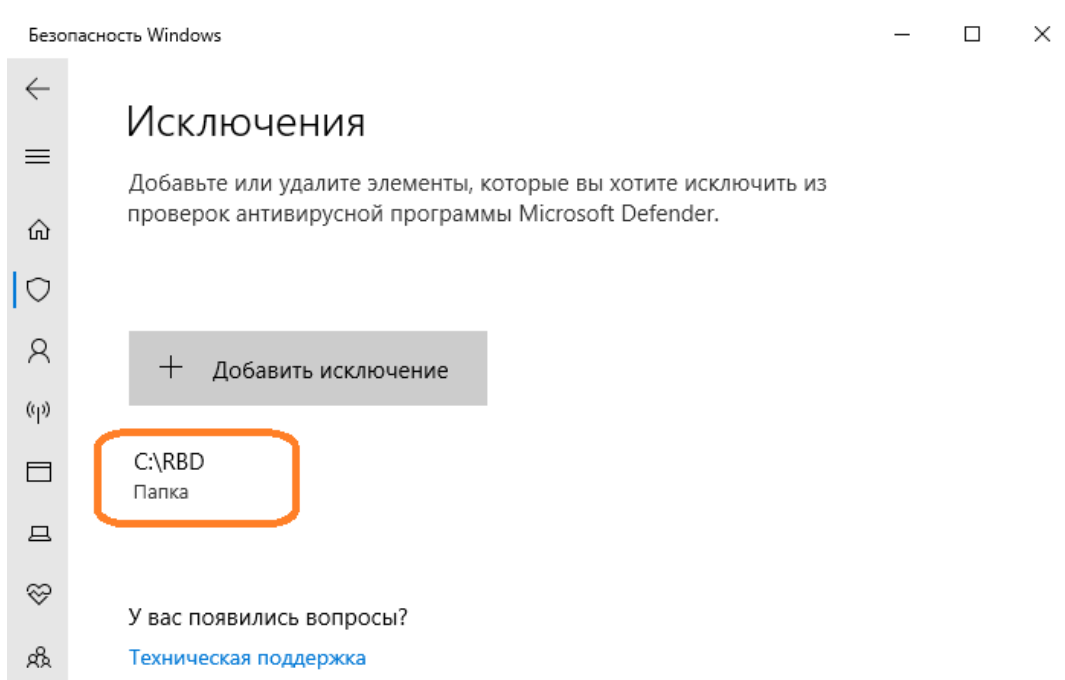 Безопасность Windows
Исключения
Добавьте или удалите элементы, которые вы хотите исключить из
проверок антивирусной программы Microsoft Defender.
Добавить исключение
C:\RBD
Папка
У вас появились вопросы?
Техническая поддержка